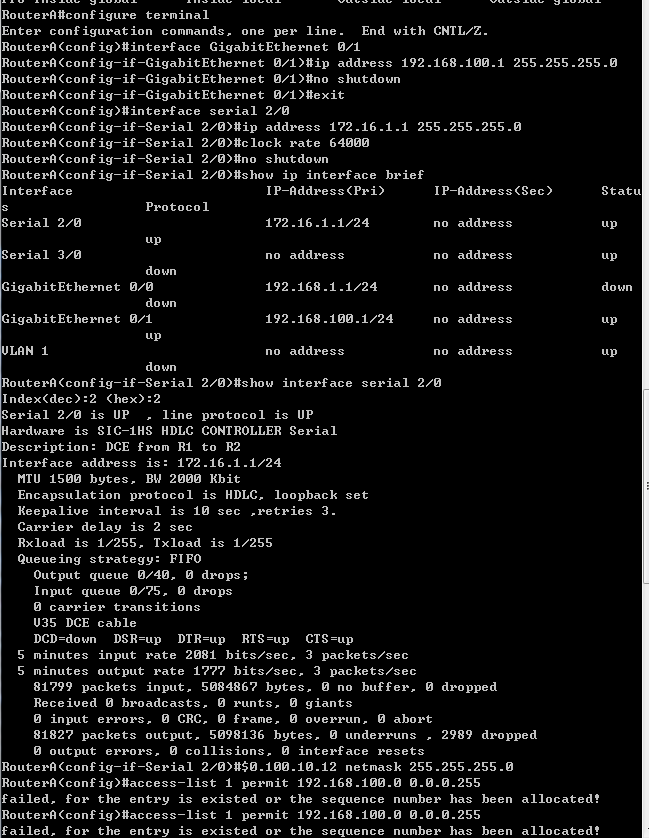 RouterA#configure terminal
Enter configuration commands, one per line.  End with CNTL/Z.
RouterA(config)#interface GigabitEthernet 0/1
RouterA(config-if-GigabitEthernet 0/1)#ip address 192.168.100.1 255.255.255.0
RouterA(config-if-GigabitEthernet 0/1)#no shutdown
RouterA(config-if-GigabitEthernet 0/1)#exit
RouterA(config)#interface serial 2/0
RouterA(config-if-Serial 2/0)#ip address 172.16.1.1 255.255.255.0
RouterA(config-if-Serial 2/0)#clock rate 64000
RouterA(config-if-Serial 2/0)#no shutdown
RouterA(config-if-Serial 2/0)#show ip interface brief
Interface                        IP-Address(Pri)      IP-Address(Sec)      Statu
s                 Protocol
Serial 2/0                       172.16.1.1/24        no address           up
                  up
Serial 3/0                       no address           no address           up
                  down
GigabitEthernet 0/0              192.168.1.1/24       no address           down
                  down
GigabitEthernet 0/1              192.168.100.1/24     no address           up
                  up
VLAN 1                           no address           no address           up
                  down
RouterA(config-if-Serial 2/0)#show interface serial 2/0
Index(dec):2 (hex):2
Serial 2/0 is UP  , line protocol is UP
Hardware is SIC-1HS HDLC CONTROLLER Serial
Description: DCE from R1 to R2
Interface address is: 172.16.1.1/24
  MTU 1500 bytes, BW 2000 Kbit
  Encapsulation protocol is HDLC, loopback set
  Keepalive interval is 10 sec ,retries 3.
  Carrier delay is 2 sec
  Rxload is 1/255, Txload is 1/255
  Queueing strategy: FIFO
    Output queue 0/40, 0 drops;
    Input queue 0/75, 0 drops
    0 carrier transitions
    V35 DCE cable
    DCD=down  DSR=up  DTR=up  RTS=up  CTS=up
  5 minutes input rate 2081 bits/sec, 3 packets/sec
  5 minutes output rate 1777 bits/sec, 3 packets/sec
    81799 packets input, 5084867 bytes, 0 no buffer, 0 dropped
    Received 0 broadcasts, 0 runts, 0 giants
    0 input errors, 0 CRC, 0 frame, 0 overrun, 0 abort
    81827 packets output, 5098136 bytes, 0 underruns , 2989 dropped
    0 output errors, 0 collisions, 0 interface resets
RouterA(config-if-Serial 2/0)#$0.100.10.12 netmask 255.255.255.0
RouterA(config)#access-list 1 permit 192.168.100.0 0.0.0.255
failed, for the entry is existed or the sequence number has been allocated!
RouterA(config)#access-list 1 permit 192.168.100.0 0.0.0.255
failed, for the entry is existed or the sequence number has been allocated!